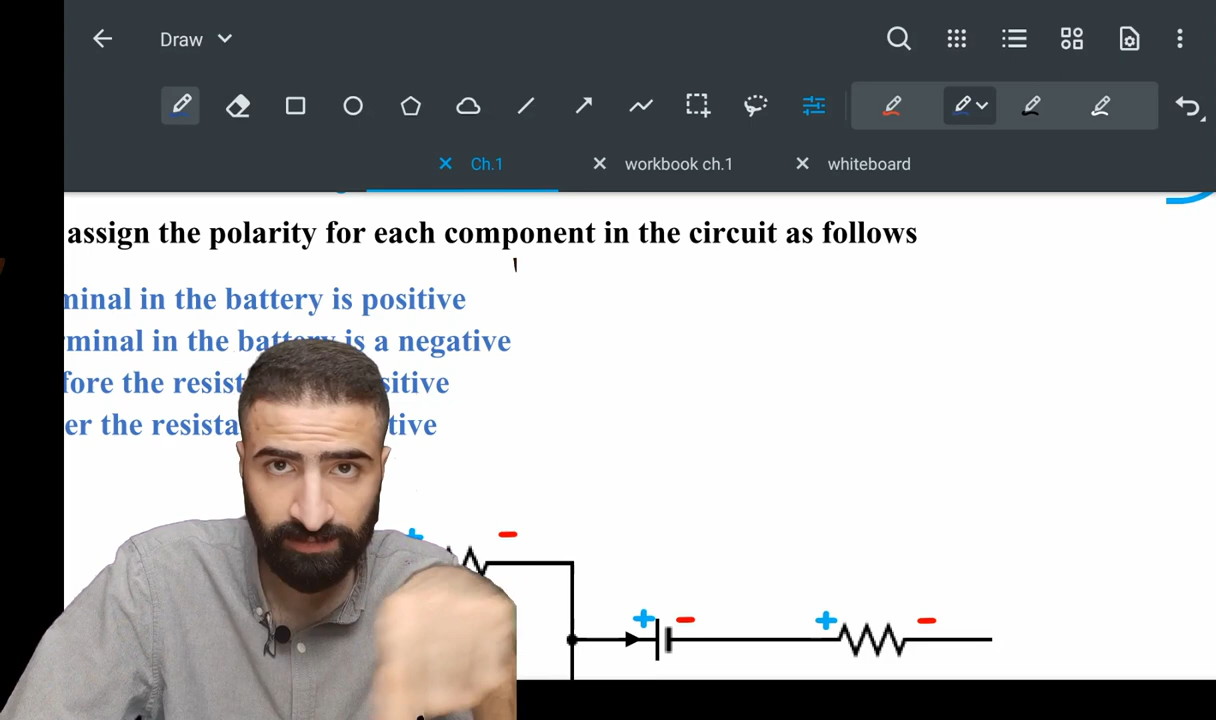 Draw
Ch.1
workbook ch.1
whiteboard
assign the polarity for each component in the circuit as follows
minal in the battery is positive
rminal in the battery is a negative
fore the resist sitive
er the resista tive
+ -
+ - + -